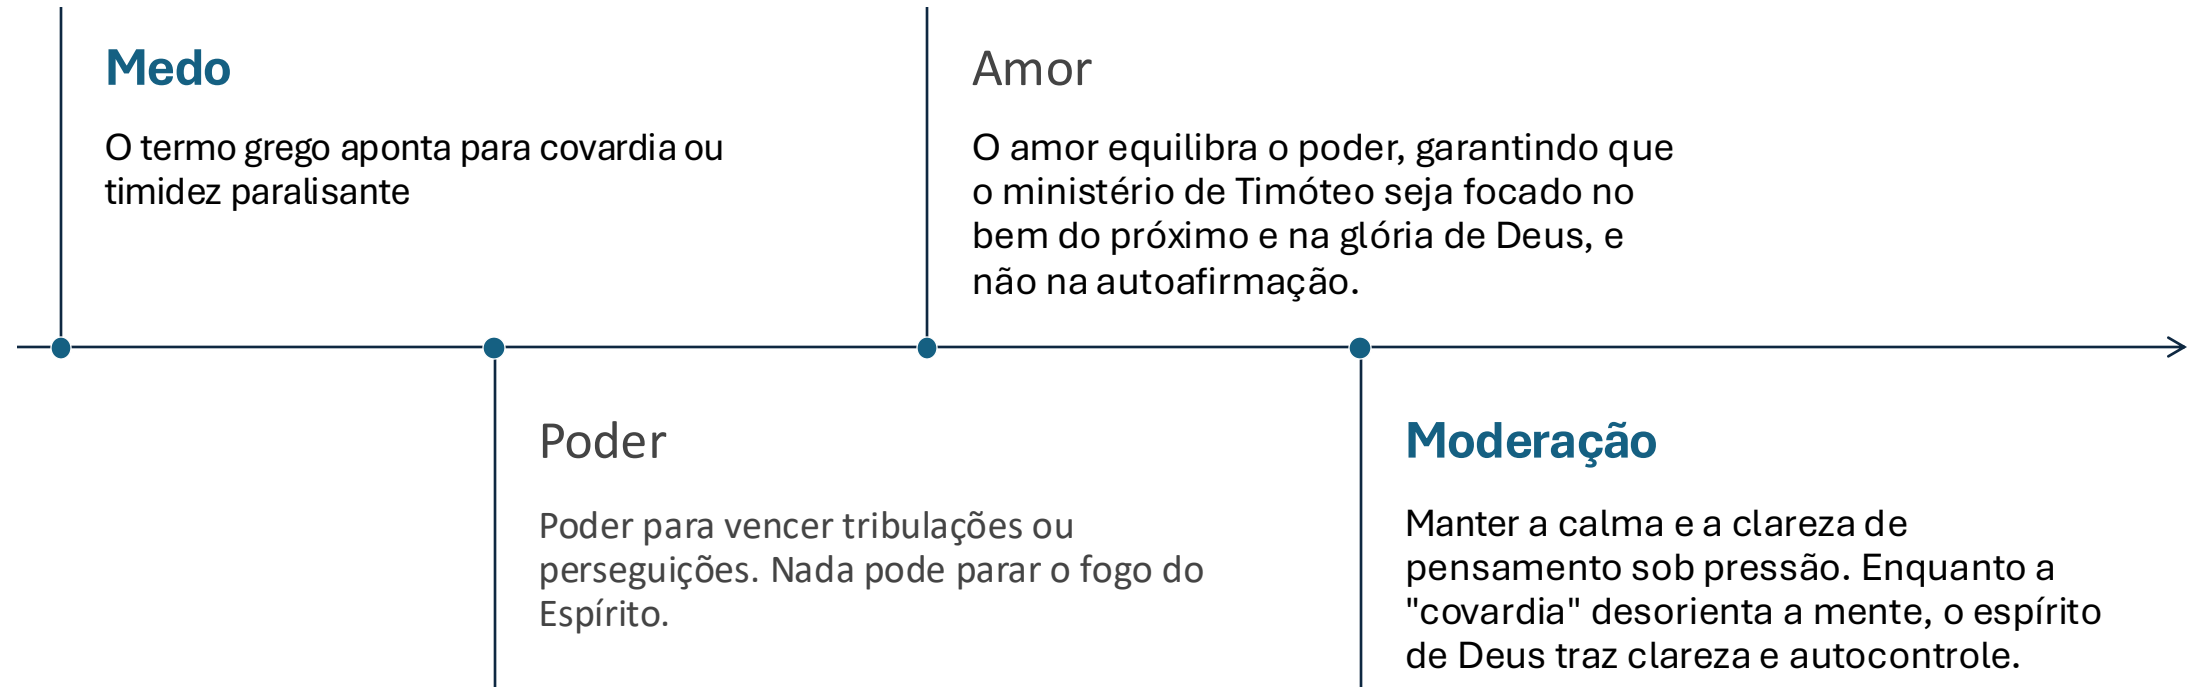 Medo
O termo grego aponta para covardia ou
timidez paralisante
Amor
O amor equilibra o poder, garantindo que
o ministério de Timóteo seja focado no
bem do próximo e na glória de Deus, e
não na autoafirmação.
Poder
Poder para vencer tribulações ou
perseguições. Nada pode parar o fogo do
Espírito.
Moderação
Manter a calma e a clareza de
pensamento sob pressão. Enquanto a
"covardia" desorienta a mente, o espírito
de Deus traz clareza e autocontrole.